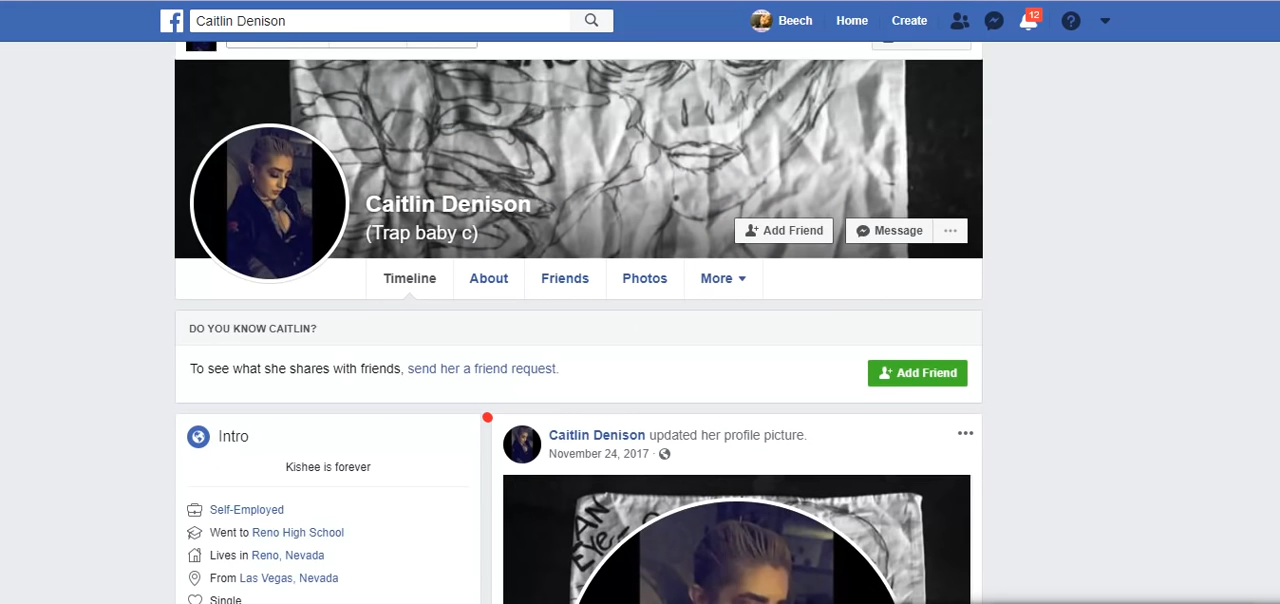 Caitlin Denison
Beech
Home
Create
12
Caitlin Denison
(Trap baby c)
Add Friend
Message
Timeline
About
Friends
Photos
More
DO YOU KNOW CAITLIN?
To see what she shares with friends, send her a friend request.
Add Friend
Intro
Kishee is forever
Self-Employed
Went to Reno High School
Lives in Reno, Nevada
From Las Vegas, Nevada
Single
Caitlin Denison updated her profile picture.
November 24, 2017 ·